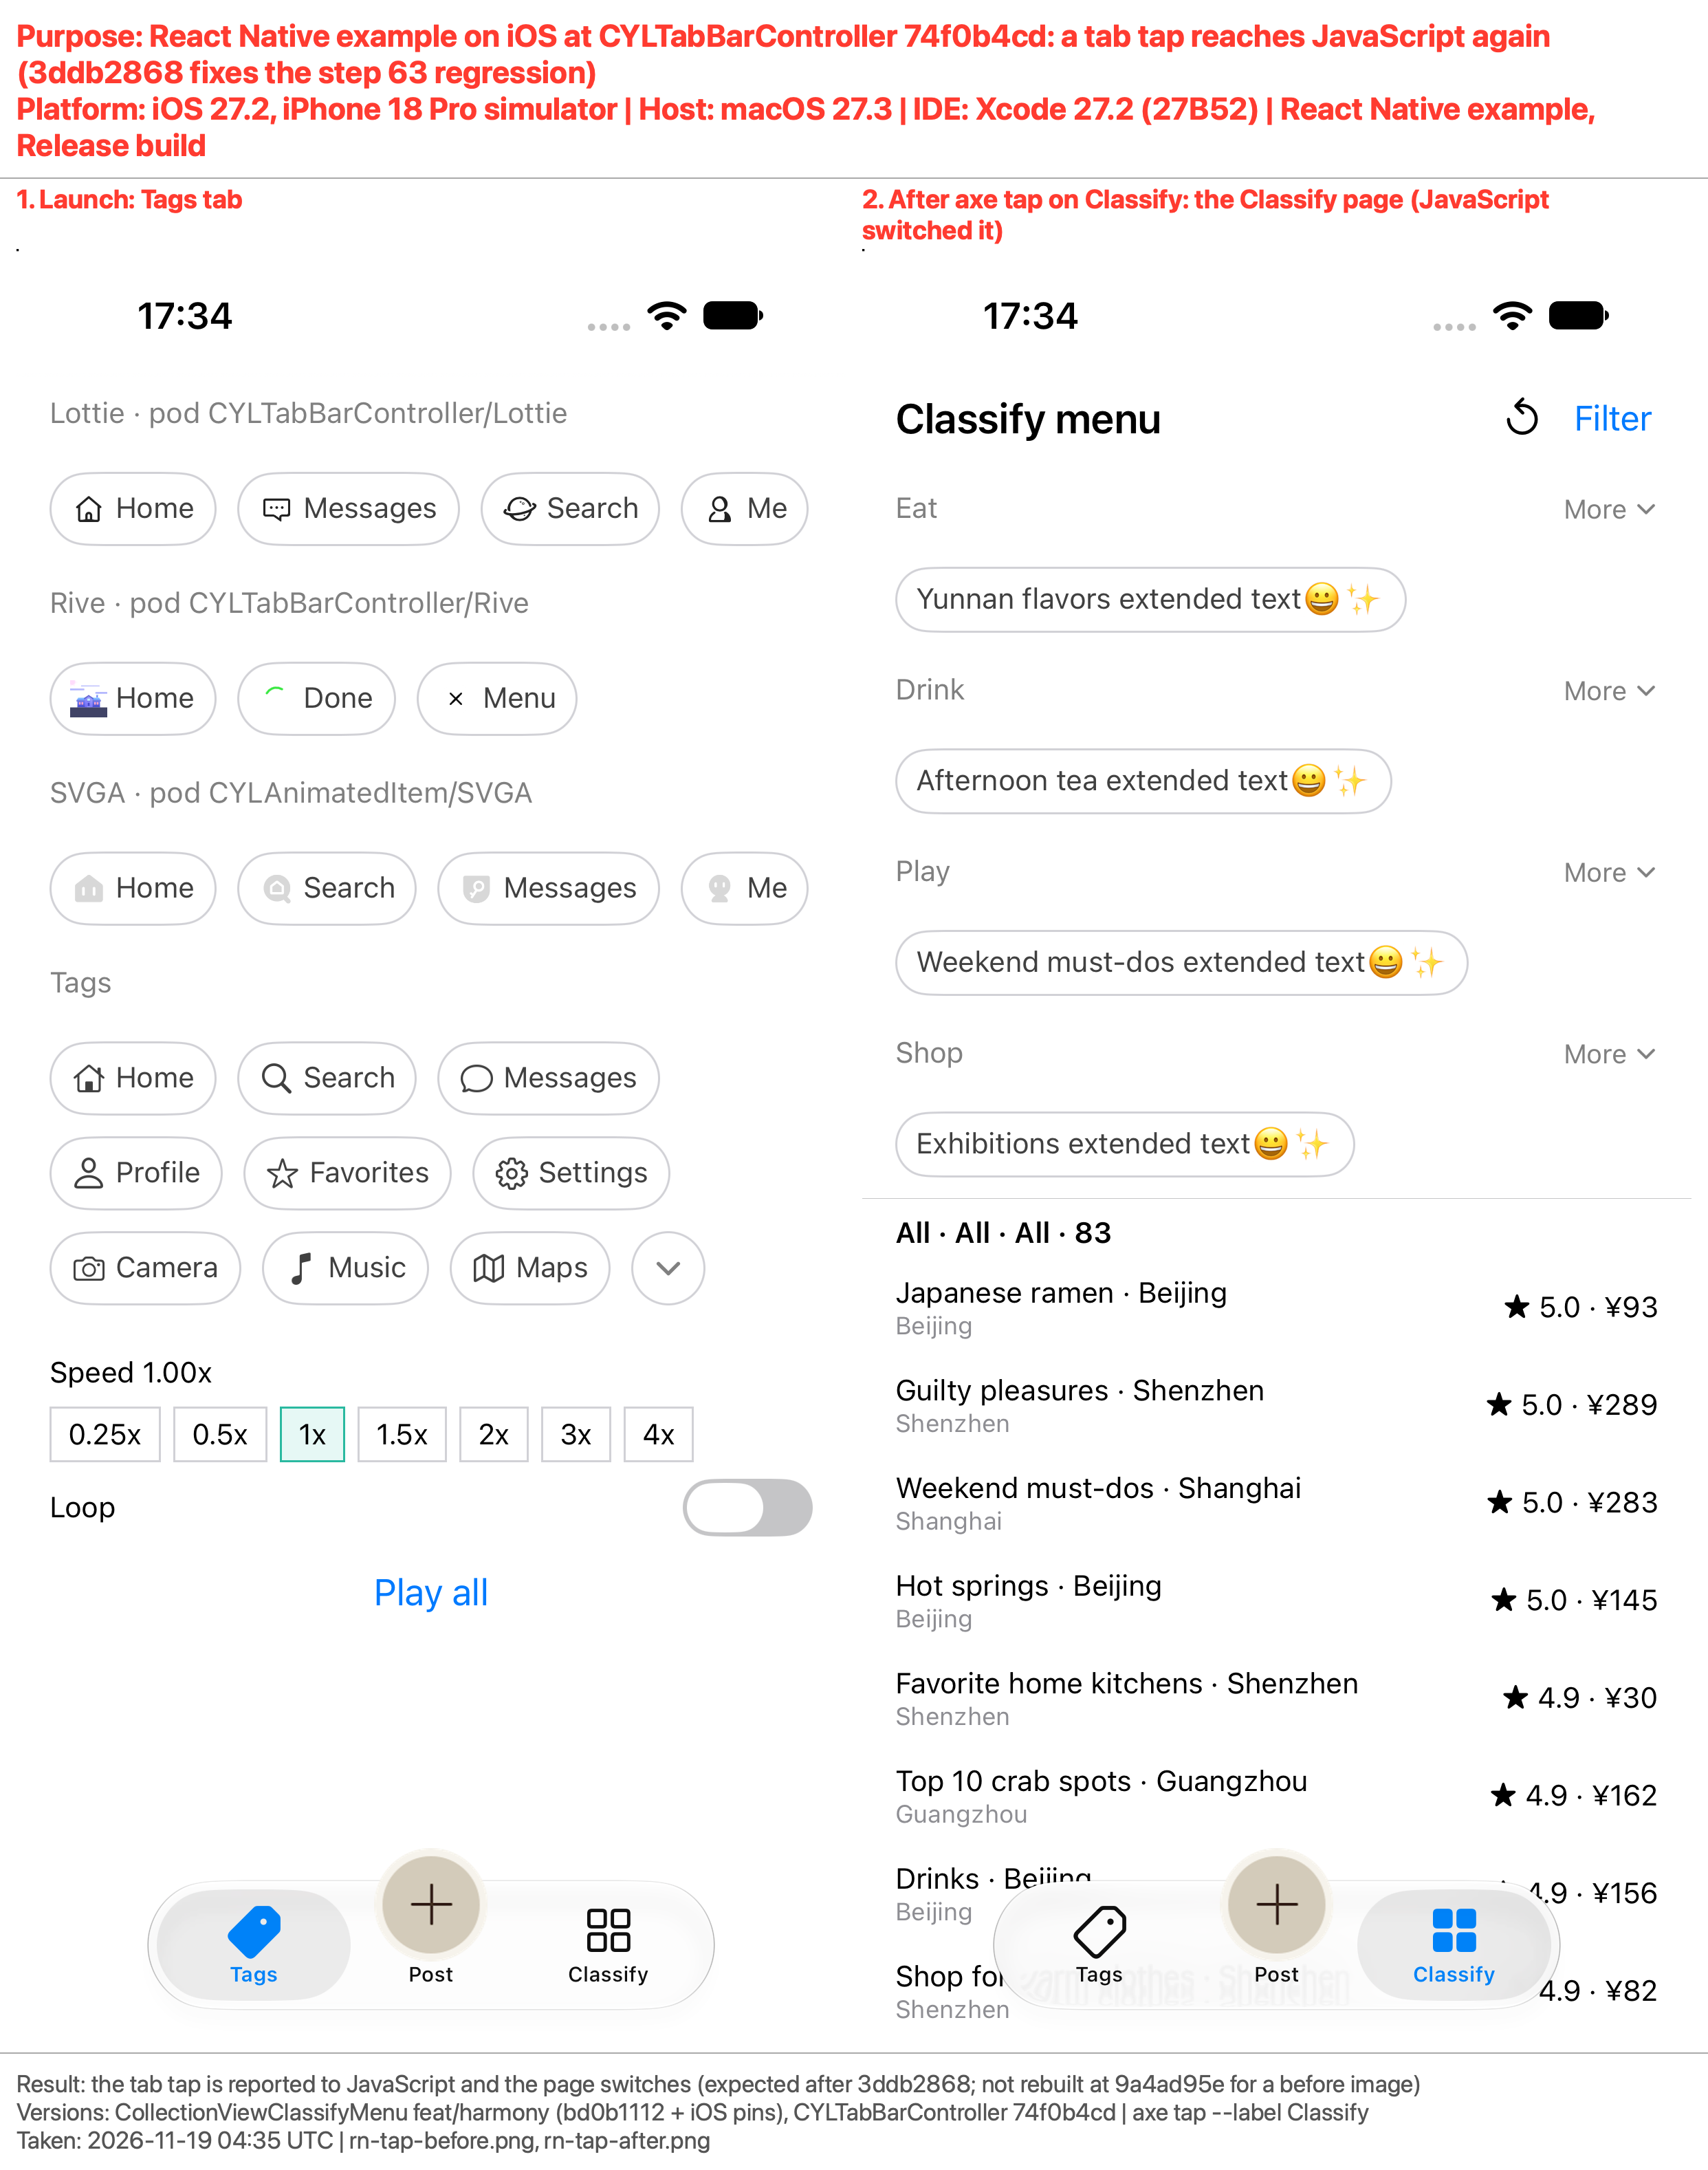 Purpose: React Native example on iOS at CYLTabBarController 74f0b4cd: a tab tap reaches JavaScript again
(3ddb2868 fixes the step 63 regression)
Platform: iOS 27.2, iPhone 18 Pro simulator | Host: macOS 27.3 | IDE: Xcode 27.2 (27B52) | React Native example,
Release build
1. Launch: Tags tab
17:34
Lottie · pod CYLTabBarController/Lottie
Home Messages Search Me
Rive · pod CYLTabBarController/Rive
Home Done Menu
SVGA · pod CYLAnimatedItem/SVGA
Home Search Messages Me
Tags
Home Search Messages
Profile Favorites Settings
Camera Music Maps
Speed 1.00x
0.25x 0.5x 1x 1.5x 2x 3x 4x
Loop
Play all
Tags Post Classify
2. After axe tap on Classify: the Classify page (JavaScript
switched it)
17:34
Classify menu Filter
Eat More
Yunnan flavors extended text😀✨
Drink More
Afternoon tea extended text😀✨
Play More
Weekend must-dos extended text😀✨
Shop More
Exhibitions extended text😀✨
All · All · All · 83
Japanese ramen · Beijing ★ 5.0 · ¥93
Beijing
Guilty pleasures · Shenzhen ★ 5.0 · ¥289
Shenzhen
Weekend must-dos · Shanghai ★ 5.0 · ¥283
Shanghai
Hot springs · Beijing ★ 5.0 · ¥145
Beijing
Favorite home kitchens · Shenzhen ★ 4.9 · ¥30
Shenzhen
Top 10 crab spots · Guangzhou ★ 4.9 · ¥162
Guangzhou
Drinks · Beijing 4.9 · ¥156
Beijing
Shop for 4.9 · ¥82
Shenzhen
Tags Post Classify
Result: the tab tap is reported to JavaScript and the page switches (expected after 3ddb2868; not rebuilt at 9a4ad95e for a before image)
Versions: CollectionViewClassifyMenu feat/harmony (bd0b1112 + iOS pins), CYLTabBarController 74f0b4cd | axe tap --label Classify
Taken: 2026-11-19 04:35 UTC | rn-tap-before.png, rn-tap-after.png